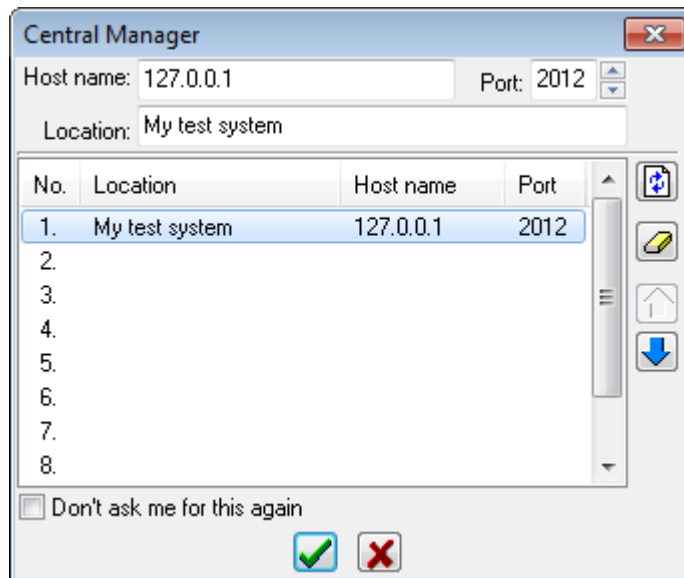 Central Manager
Host name: 127.0.0.1 Port: 2012
Location: My test system
No. Location Host name Port
1. My test system 127.0.0.1 2012
2.
3.
4.
5.
6.
7.
8.
Don't ask me for this again